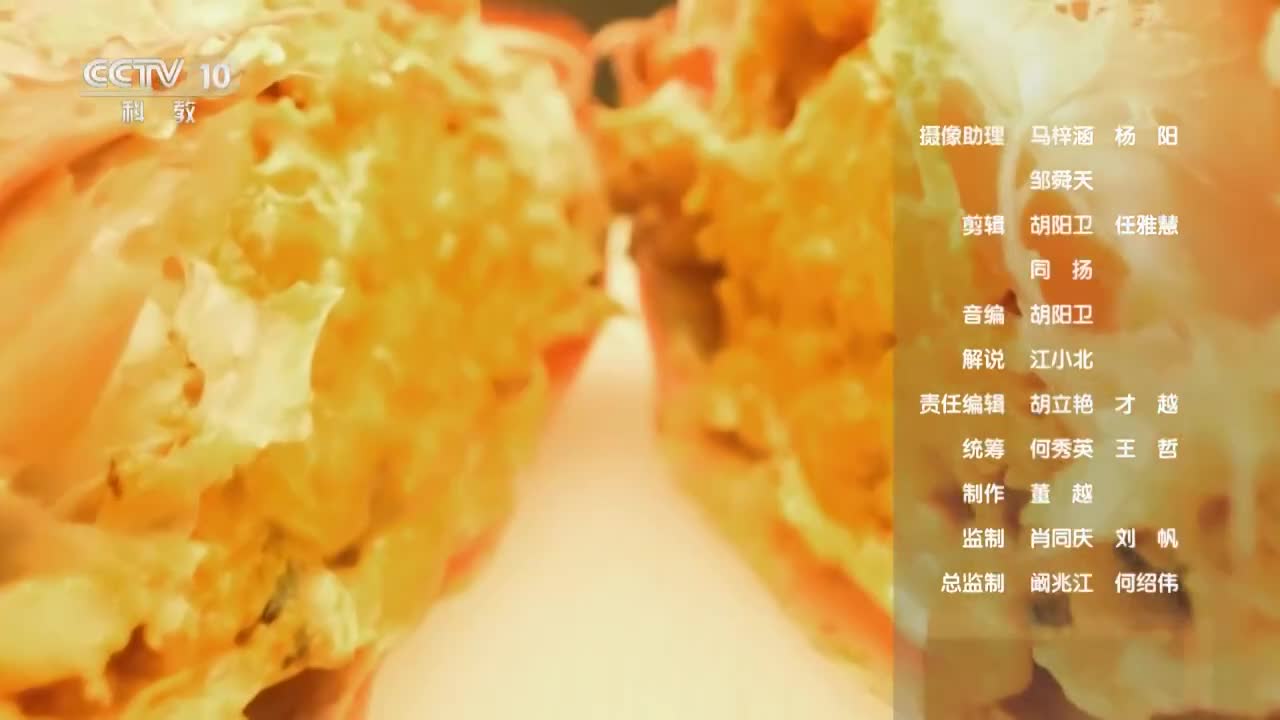 CCTV 10
科 教
摄像助理 马梓涵 杨 阳
邹舜天
剪辑 胡阳卫 任雅慧
同 扬
音编 胡阳卫
解说 江小北
责任编辑 胡立艳 才 越
统筹 何秀英 王 哲
制作 董 越
监制 肖同庆 刘 帆
总监制 阚兆江 何绍伟